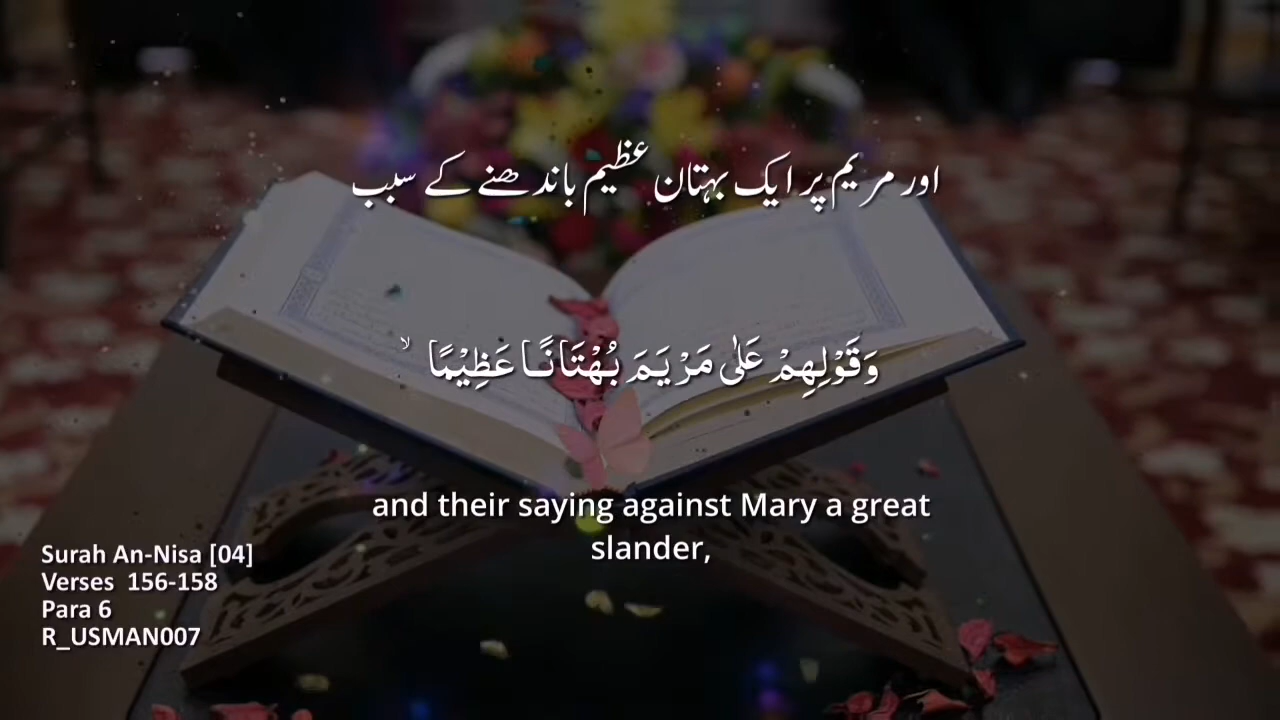 اور مریم پر ایک بہتان عظیم باندھنے کے سبب
وَقَوْلِهِمْ عَلٰی مَرْیَمَ بُهْتَانًا عَظِیْمًا ۙ
and their saying against Mary a great
slander,
Surah An-Nisa [04]
Verses 156-158
Para 6
R_USMAN007